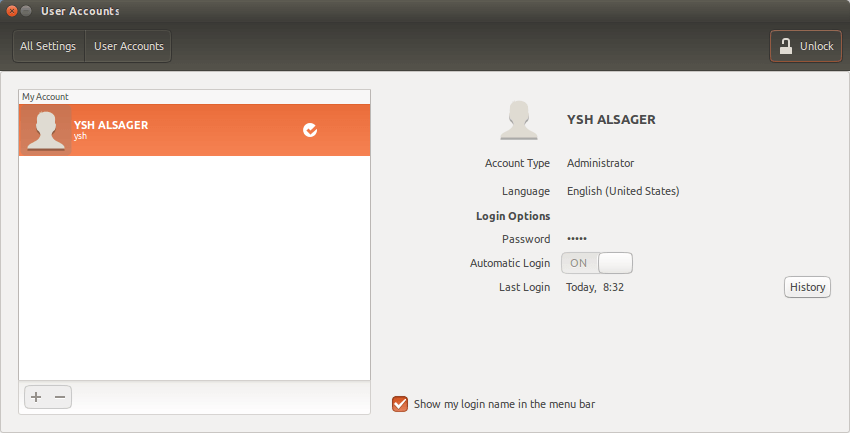 User Accounts
All Settings
User Accounts
Unlock
My Account
YSH ALSAGER
ysh
YSH ALSAGER
Account Type Administrator
Language English (United States)
Login Options
Password •••••
Automatic Login ON
Last Login Today, 8:32
History
Show my login name in the menu bar